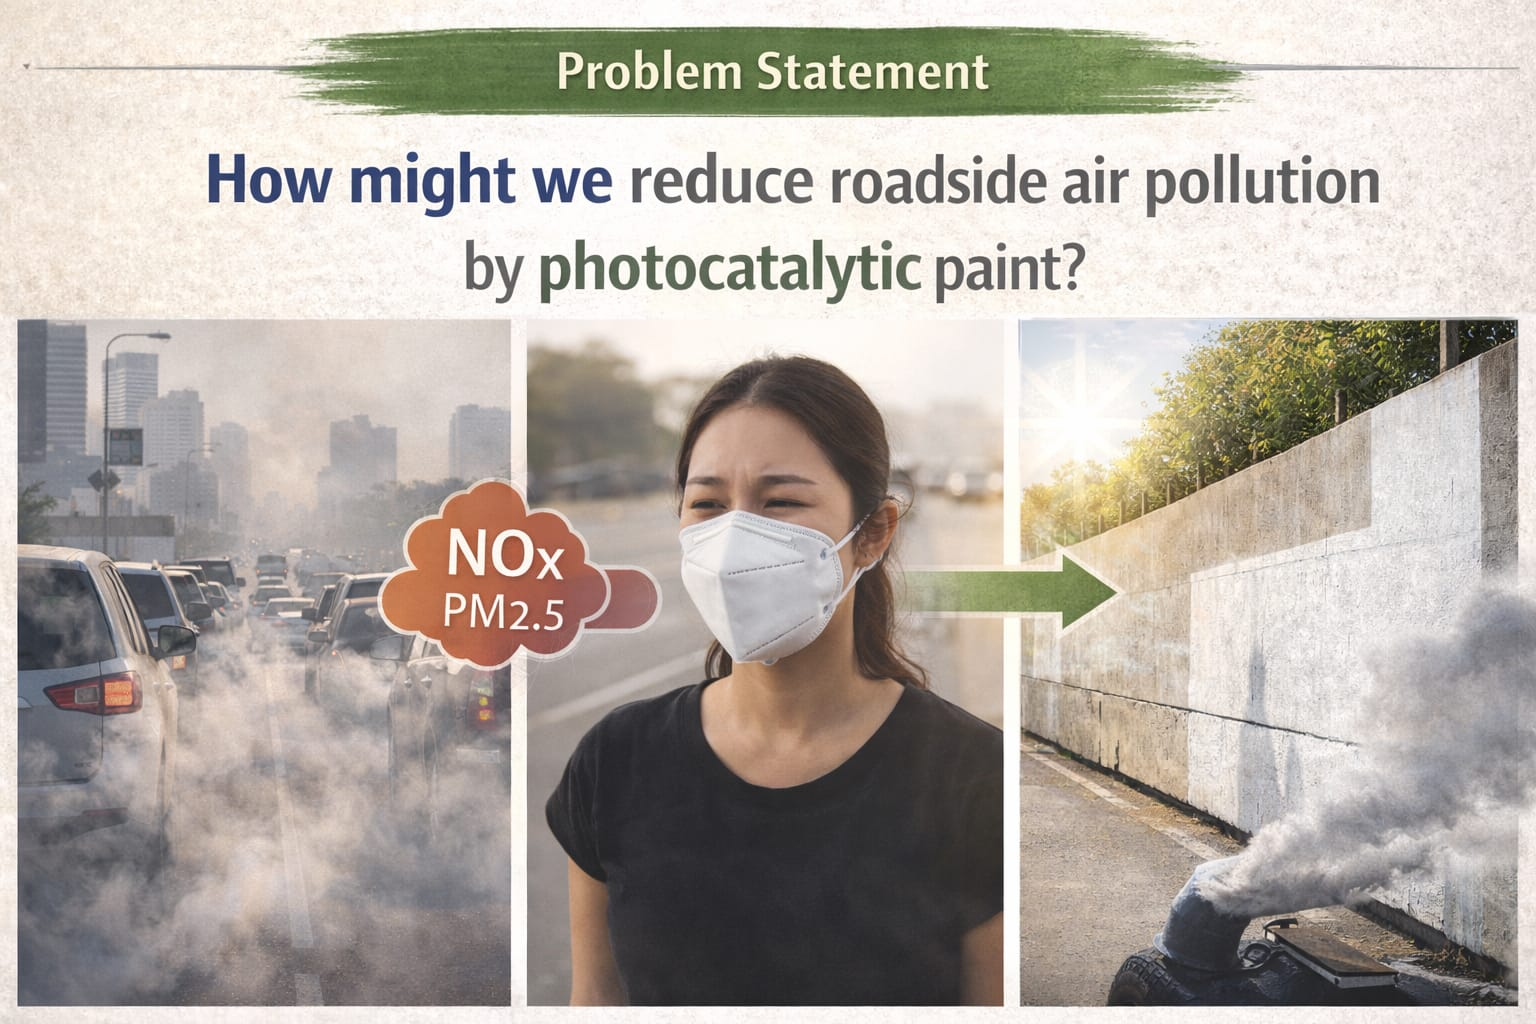 Problem Statement
How might we reduce roadside air pollution
by photocatalytic paint?
NOx
PM2.5